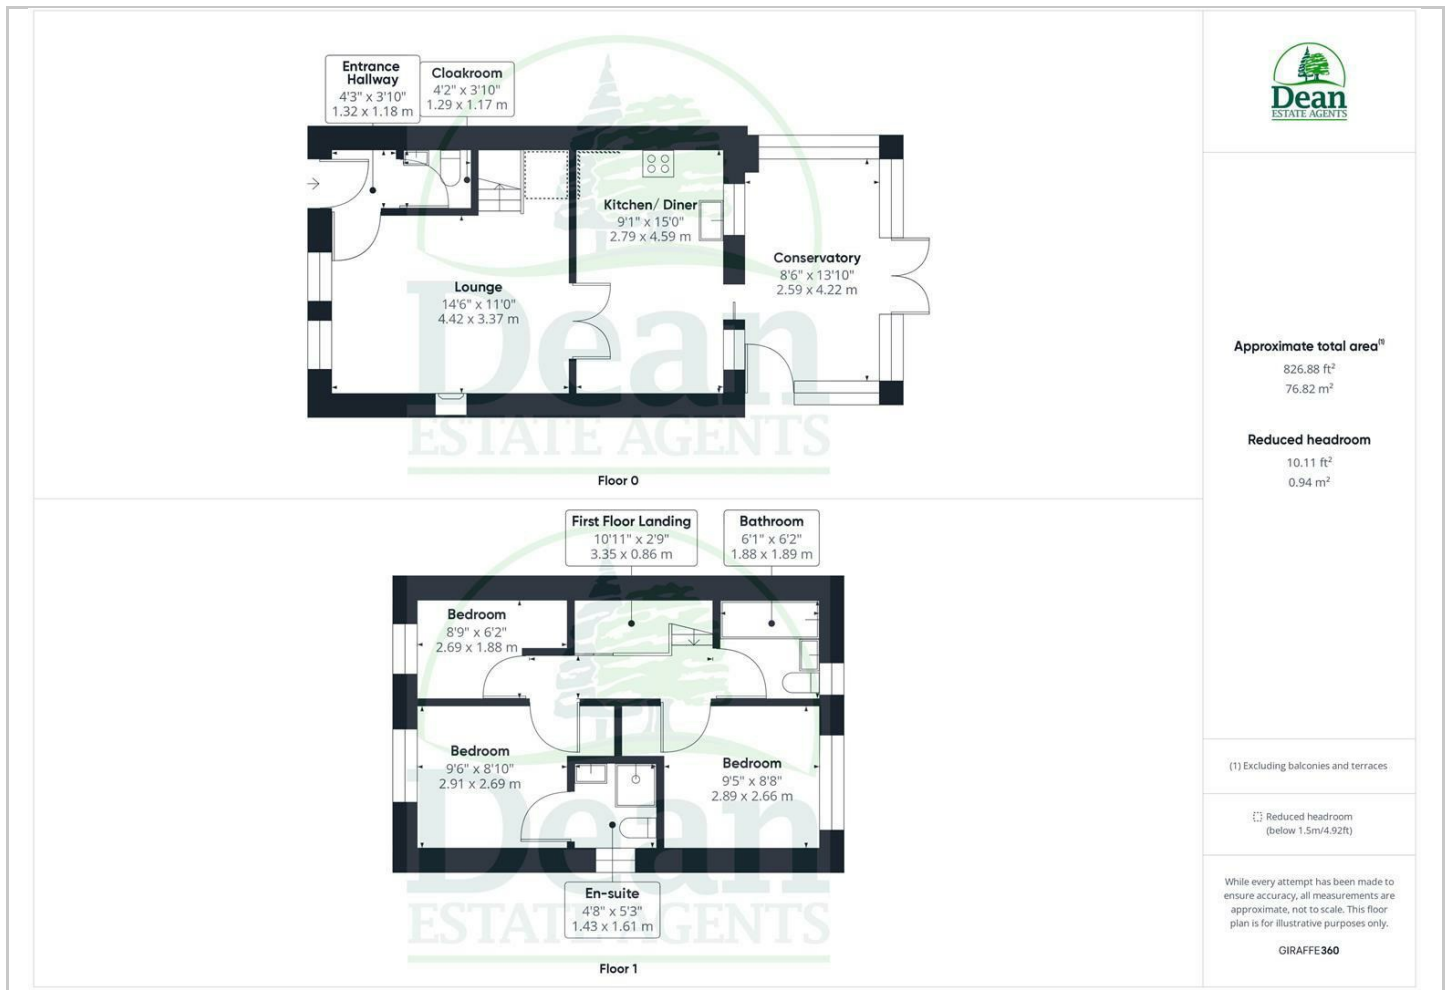 Entrance
Hallway
4'3" x 3'10"
1.32 x 1.18 m
Cloakroom
4'2" x 3'10"
1.29 x 1.17 m
Kitchen/ Diner
9'1" x 15'0"
2.79 x 4.59 m
Conservatory
8'6" x 13'10"
2.59 x 4.22 m
Lounge
14'6" x 11'0"
4.42 x 3.37 m
Dean
ESTATE AGENTS
Floor 0
First Floor Landing
10'11" x 2'9"
3.35 x 0.86 m
Bathroom
6'1" x 6'2"
1.88 x 1.89 m
Bedroom
8'9" x 6'2"
2.69 x 1.88 m
Bedroom
9'6" x 8'10"
2.91 x 2.69 m
Bedroom
9'5" x 8'8"
2.89 x 2.66 m
En-suite
4'8" x 5'3"
1.43 x 1.61 m
Dean
ESTATE AGENTS
Floor 1
Dean
ESTATE AGENTS
Approximate total area⁽¹⁾
826.88 ft²
76.82 m²
Reduced headroom
10.11 ft²
0.94 m²
(1) Excluding balconies and terraces
Reduced headroom
(below 1.5m/4.92ft)
While every attempt has been made to
ensure accuracy, all measurements are
approximate, not to scale. This floor
plan is for illustrative purposes only.
GIRAFFE360